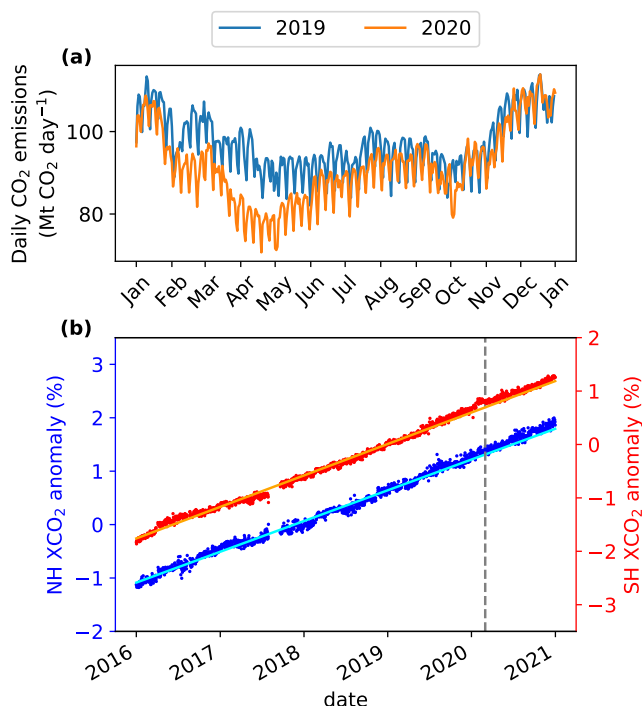 2019 2020
(a)
Daily CO₂ emissions
(Mt CO₂ day⁻¹)
100
80
Jan Feb Mar Apr May Jun Jul Aug Sep Oct Nov Dec Jan
(b)
NH XCO₂ anomaly (%)
3
2
1
0
−1
−2
SH XCO₂ anomaly (%)
2
1
0
−1
−2
−3
2016 2017 2018 2019 2020 2021
date